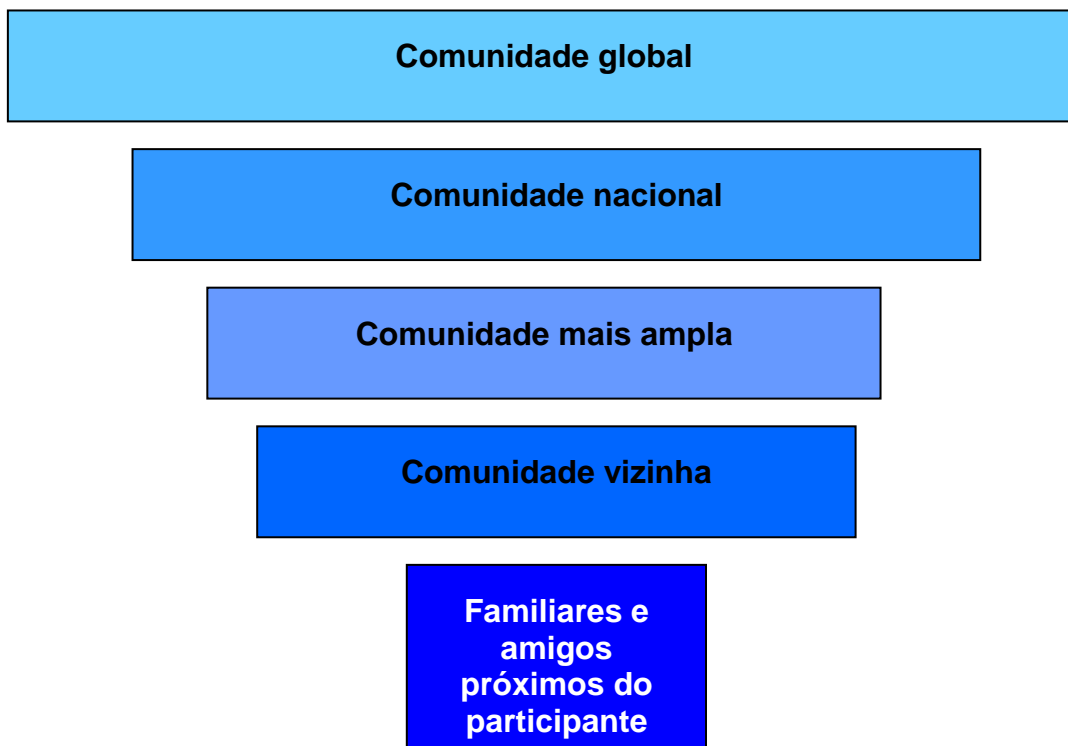 Comunidade global
Comunidade nacional
Comunidade mais ampla
Comunidade vizinha
Familiares e
amigos
próximos do
participante